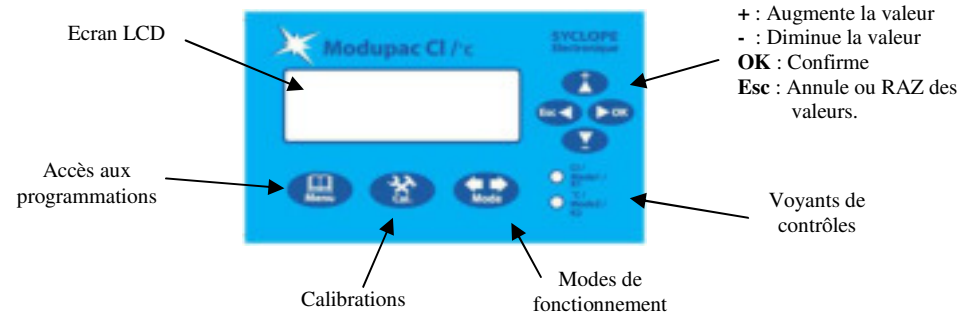 Ecran LCD
Modupac Cl /°c
SYCLOPE
Electronique
+ : Augmente la valeur
- : Diminue la valeur
OK : Confirme
Esc : Annule ou RAZ des
valeurs.
Esc
OK
Accès aux
programmations
Menu
Cal.
Mode
Voyants de
contrôles
Calibrations
Modes de
fonctionnement